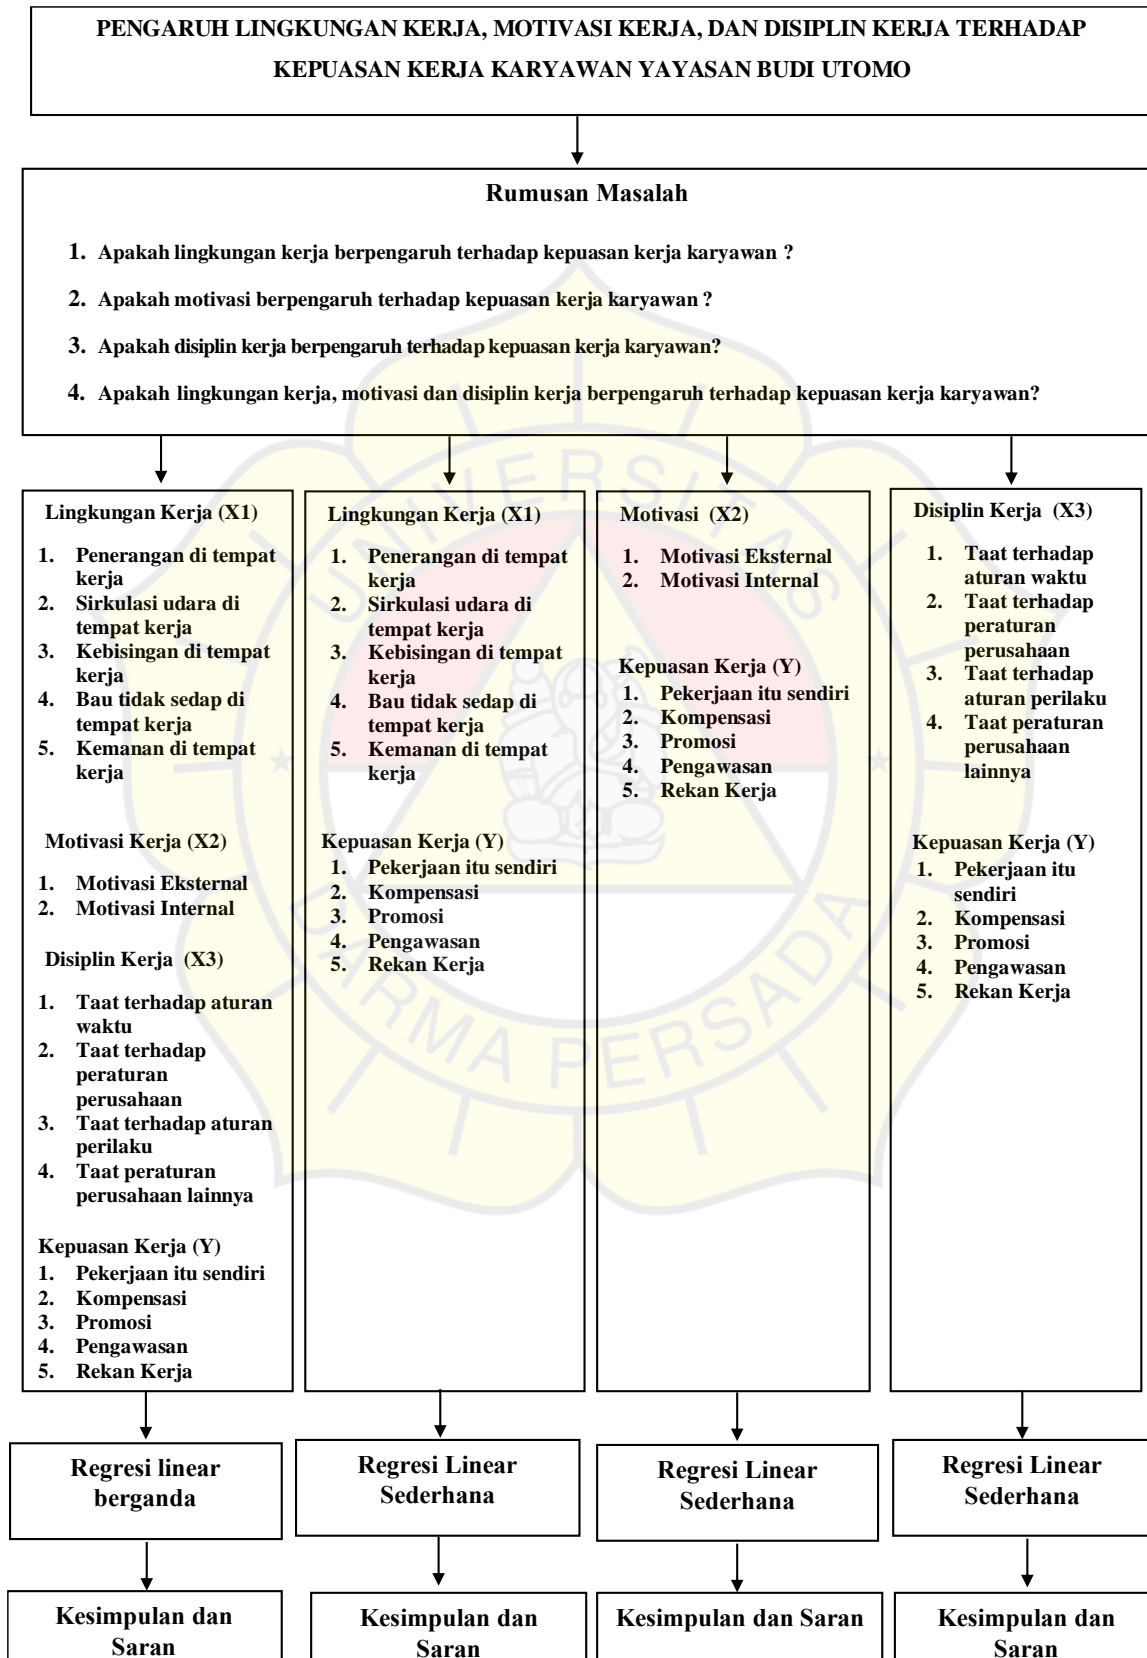 PENGARUH LINGKUNGAN KERJA, MOTIVASI KERJA, DAN DISIPLIN KERJA TERHADAP
KEPUASAN KERJA KARYAWAN YAYASAN BUDI UTOMO
Rumusan Masalah
1. Apakah lingkungan kerja berpengaruh terhadap kepuasan kerja karyawan ?
2. Apakah motivasi berpengaruh terhadap kepuasan kerja karyawan ?
3. Apakah disiplin kerja berpengaruh terhadap kepuasan kerja karyawan?
4. Apakah lingkungan kerja, motivasi dan disiplin kerja berpengaruh terhadap kepuasan kerja karyawan?
Lingkungan Kerja (X1)
1. Penerangan di tempat
kerja
2. Sirkulasi udara di
tempat kerja
3. Kebisingan di tempat
kerja
4. Bau tidak sedap di
tempat kerja
5. Kemanan di tempat
kerja
Motivasi Kerja (X2)
1. Motivasi Eksternal
2. Motivasi Internal
Disiplin Kerja (X3)
1. Taat terhadap aturan
waktu
2. Taat terhadap
peraturan
perusahaan
3. Taat terhadap aturan
perilaku
4. Taat peraturan
perusahaan lainnya
Kepuasan Kerja (Y)
1. Pekerjaan itu sendiri
2. Kompensasi
3. Promosi
4. Pengawasan
5. Rekan Kerja
Lingkungan Kerja (X1)
1. Penerangan di tempat
kerja
2. Sirkulasi udara di
tempat kerja
3. Kebisingan di tempat
kerja
4. Bau tidak sedap di
tempat kerja
5. Kemanan di tempat
kerja
Kepuasan Kerja (Y)
1. Pekerjaan itu sendiri
2. Kompensasi
3. Promosi
4. Pengawasan
5. Rekan Kerja
Motivasi (X2)
1. Motivasi Eksternal
2. Motivasi Internal
Kepuasan Kerja (Y)
1. Pekerjaan itu sendiri
2. Kompensasi
3. Promosi
4. Pengawasan
5. Rekan Kerja
Disiplin Kerja (X3)
1. Taat terhadap
aturan waktu
2. Taat terhadap
peraturan
perusahaan
3. Taat terhadap
aturan perilaku
4. Taat peraturan
perusahaan
lainnya
Kepuasan Kerja (Y)
1. Pekerjaan itu
sendiri
2. Kompensasi
3. Promosi
4. Pengawasan
5. Rekan Kerja
Regresi linear
berganda
Regresi Linear
Sederhana
Regresi Linear
Sederhana
Regresi Linear
Sederhana
Kesimpulan dan
Saran
Kesimpulan dan
Saran
Kesimpulan dan Saran
Kesimpulan dan
Saran
UNIVERSITAS
DARMA PERSADA